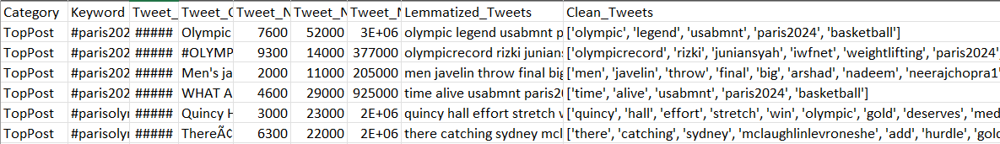 Category Keyword Tweet_ Tweet_C Tweet_N Tweet_N Tweet_N Lemmatized_Tweets Clean_Tweets
TopPost #paris202 ##### Olympic 7600 52000 3E+06 olympic legend usabmnt p ['olympic', 'legend', 'usabmnt', 'paris2024', 'basketball']
TopPost #paris202 ##### #OLYMP 9300 14000 377000 olympicrecord rizki junian ['olympicrecord', 'rizki', 'juniansyah', 'iwfnet', 'weightlifting', 'paris2024',
TopPost #paris202 ##### Men's ja 2000 11000 205000 men javelin throw final big ['men', 'javelin', 'throw', 'final', 'big', 'arshad', 'nadeem', 'neerajchopra1'
TopPost #paris202 ##### WHAT A 4600 29000 925000 time alive usabmnt paris2 ['time', 'alive', 'usabmnt', 'paris2024', 'basketball']
TopPost #parisolyr ##### Quincy H 3000 23000 2E+06 quincy hall effort stretch w ['quincy', 'hall', 'effort', 'stretch', 'win', 'olympic', 'gold', 'deserves', 'med
TopPost #parisolyr ##### ThereÃ¢ 6300 22000 2E+06 there catching sydney mcl ['there', 'catching', 'sydney', 'mclaughlinlevroneshe', 'add', 'hurdle', 'gold